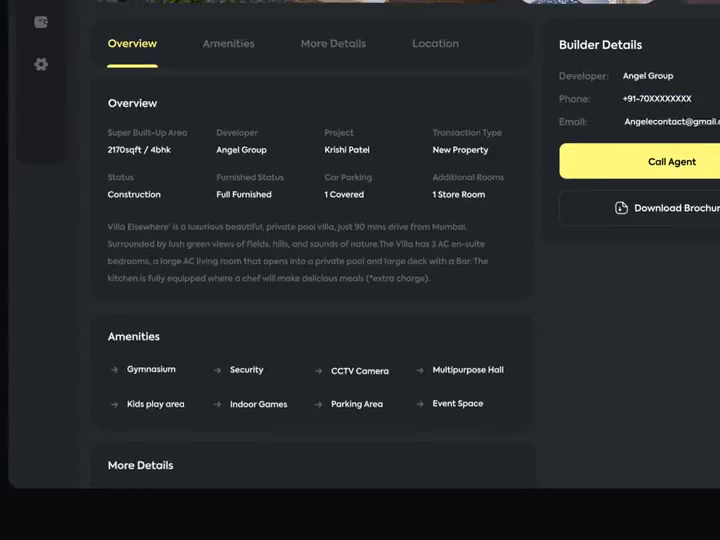 Overview Amenities More Details Location
Overview
Super Built-Up Area Developer Project Transaction Type
2170sqft / 4bhk Angel Group Krishi Patel New Property
Status Furnished Status Car Parking Additional Rooms
Construction Full Furnished 1 Covered 1 Store Room
Villa Elsewhere' is a luxurious beautiful, private pool villa, just 90 mins drive from Mumbai.
Surrounded by lush green views of fields, hills, and sounds of nature.The Villa has 3 AC en-suite
bedrooms, a large AC living room that opens into a private pool and large deck with a Bar. The
kitchen is fully equipped where a chef will make delicious meals (*extra charge).
Amenities
Gymnasium Security CCTV Camera Multipurpose Hall
Kids play area Indoor Games Parking Area Event Space
More Details
Builder Details
Developer: Angel Group
Phone: +91-70XXXXXXXX
Email: Angelecontact@gmail.c
Call Agent
Download Brochur